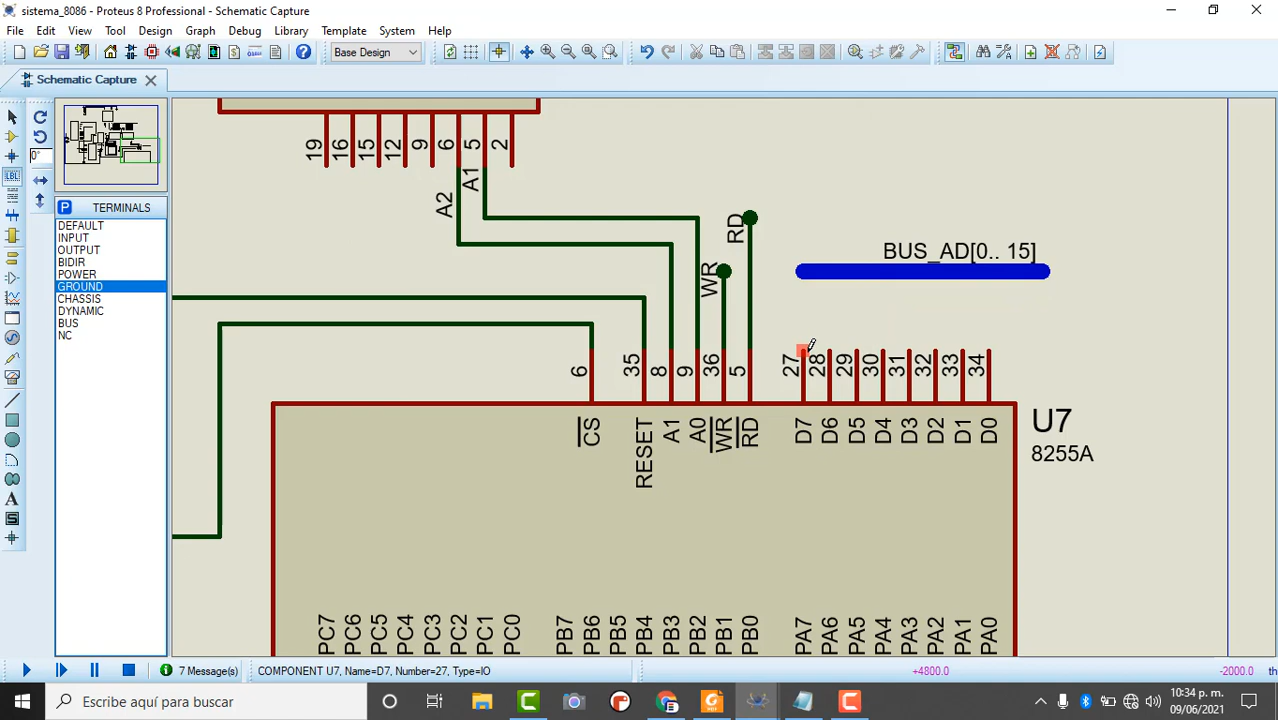 sistema_8086 - Proteus 8 Professional - Schematic Capture
File Edit View Tool Design Graph Debug Library Template System Help
Base Design
Schematic Capture
0°
LBL
P TERMINALS
DEFAULT
INPUT
OUTPUT
BIDIR
POWER
GROUND
CHASSIS
DYNAMIC
BUS
NC
19 16 15 12 9 6 5 2
A2 A1
WR RD
BUS_AD[0.. 15]
6 35 8 9 36 5 27 28 29 30 31 32 33 34
CS RESET A1 A0 WR RD D7 D6 D5 D4 D3 D2 D1 D0
U7
8255A
PC7 PC6 PC5 PC4 PC3 PC2 PC1 PC0 PB7 PB6 PB5 PB4 PB3 PB2 PB1 PB0 PA7 PA6 PA5 PA4 PA3 PA2 PA1 PA0
7 Message(s) COMPONENT U7, Name=D7, Number=27, Type=IO +4800.0 -2000.0 th
Escribe aquí para buscar
10:34 p. m.
09/06/2021